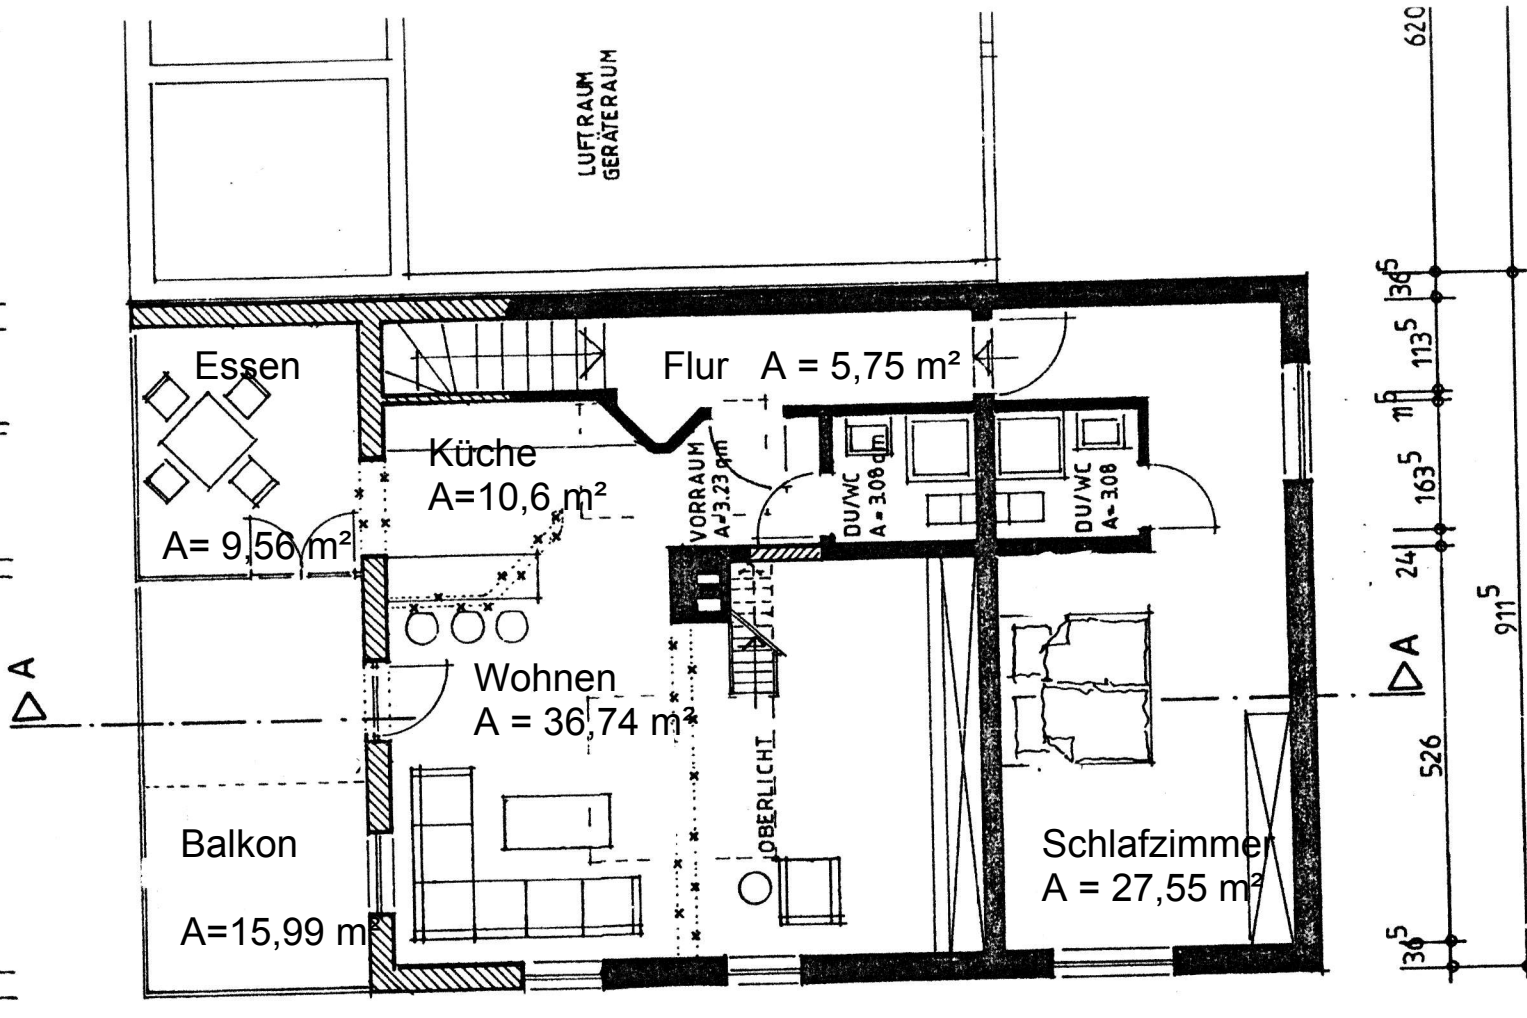 LUFTRAUM
GERÄTERAUM
620
36⁵
Essen
Flur A = 5,75 m²
113⁵
11⁵
Küche
A=10,6 m²
VORRAUM
A=3.23 qm
DU/WC
A=3.08 qm
DU/WC
A=3.08
163⁵
A= 9,56 m²
24
911⁵
A
Wohnen
A = 36,74 m²
A
OBERLICHT
526
Balkon
A=15,99 m²
Schlafzimmer
A = 27,55 m²
36⁵